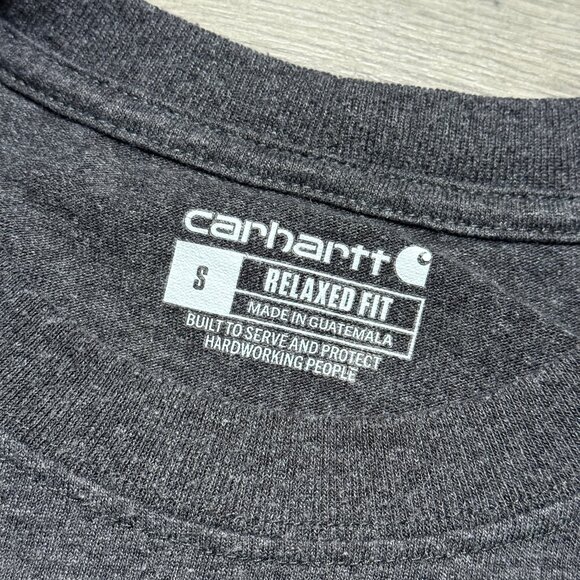 carhartt
S
RELAXED FIT
MADE IN GUATEMALA
BUILT TO SERVE AND PROTECT
HARDWORKING PEOPLE